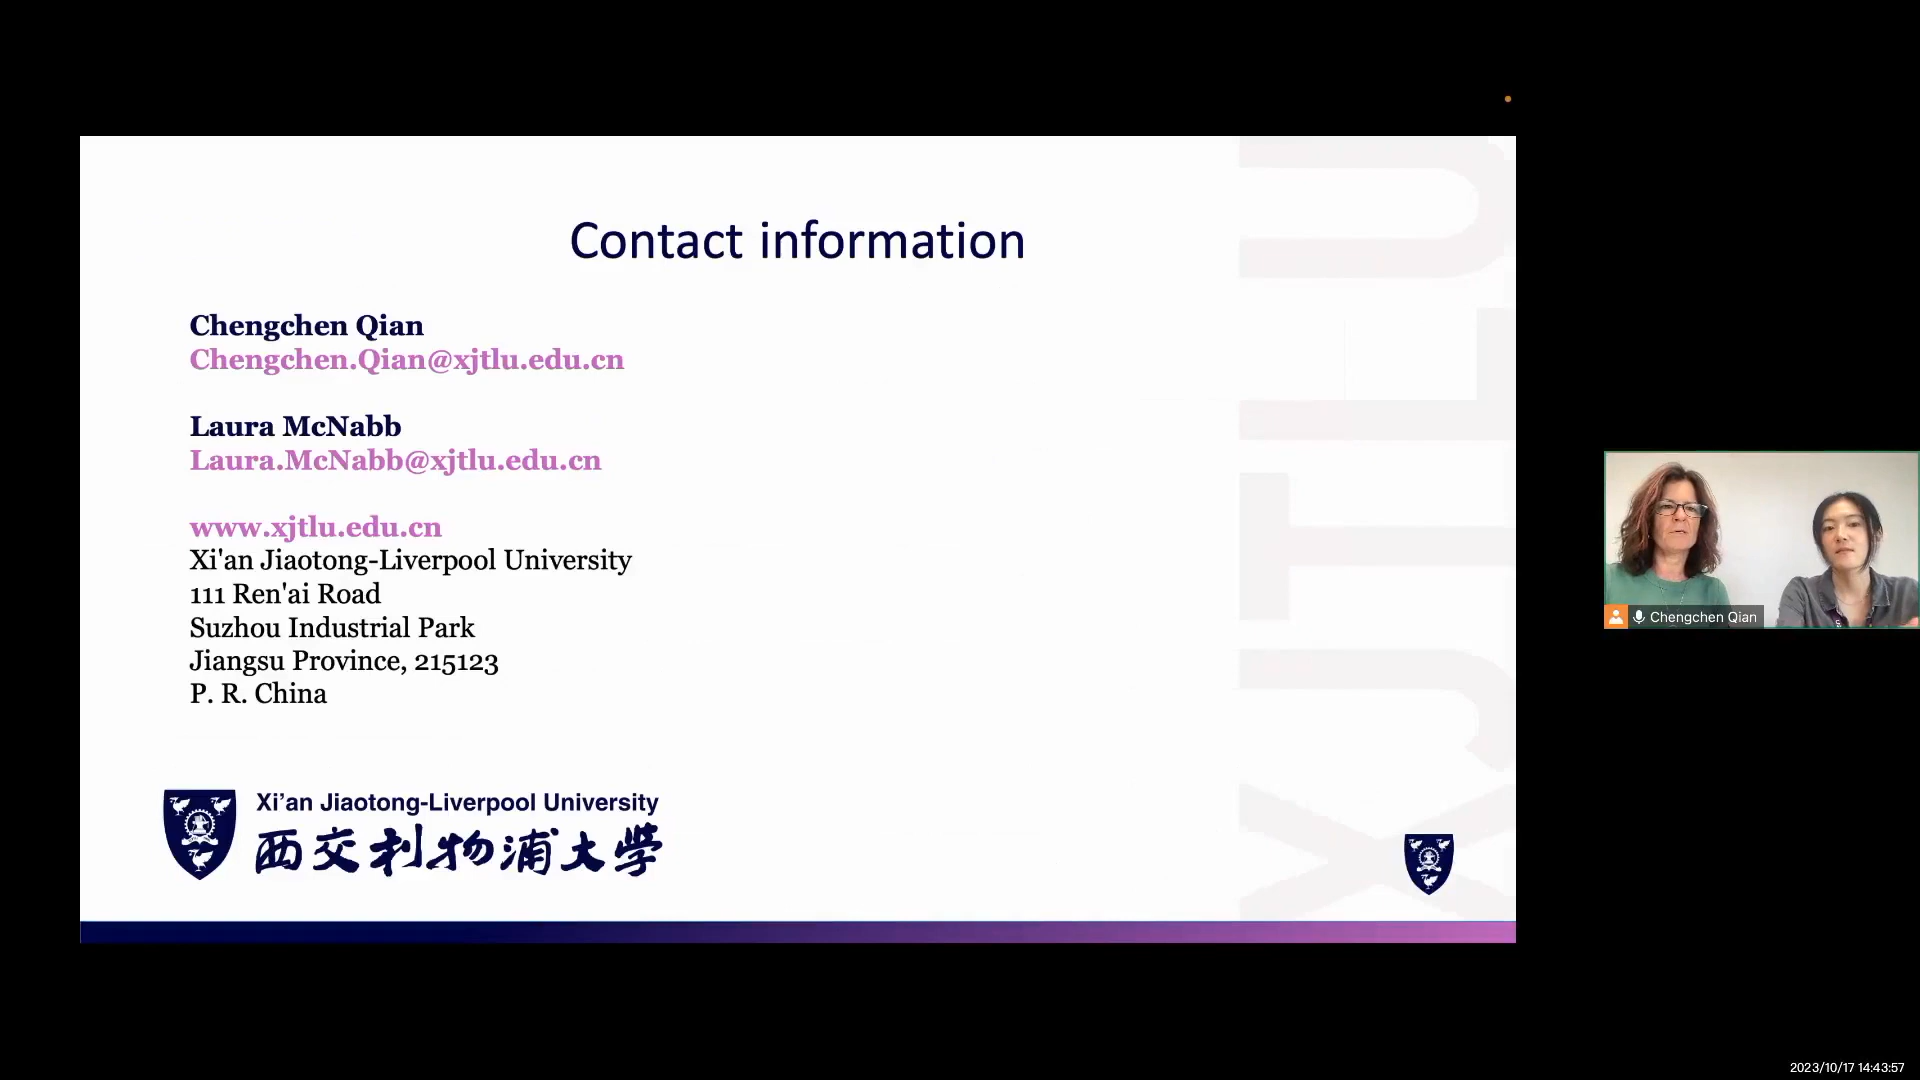 Contact information
Chengchen Qian
Chengchen.Qian@xjtlu.edu.cn
Laura McNabb
Laura.McNabb@xjtlu.edu.cn
www.xjtlu.edu.cn
Xi'an Jiaotong-Liverpool University
111 Ren'ai Road
Suzhou Industrial Park
Jiangsu Province, 215123
P. R. China
Xi’an Jiaotong-Liverpool University
西交利物浦大學
XJTLU
Chengchen Qian
2023/10/17 14:43:57